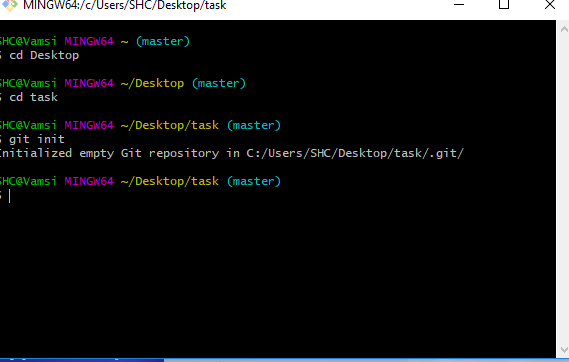 MINGW64:/c/Users/SHC/Desktop/task
SHC@Vamsi MINGW64 ~ (master)
$ cd Desktop
SHC@Vamsi MINGW64 ~/Desktop (master)
$ cd task
SHC@Vamsi MINGW64 ~/Desktop/task (master)
$ git init
Initialized empty Git repository in C:/Users/SHC/Desktop/task/.git/
SHC@Vamsi MINGW64 ~/Desktop/task (master)
$